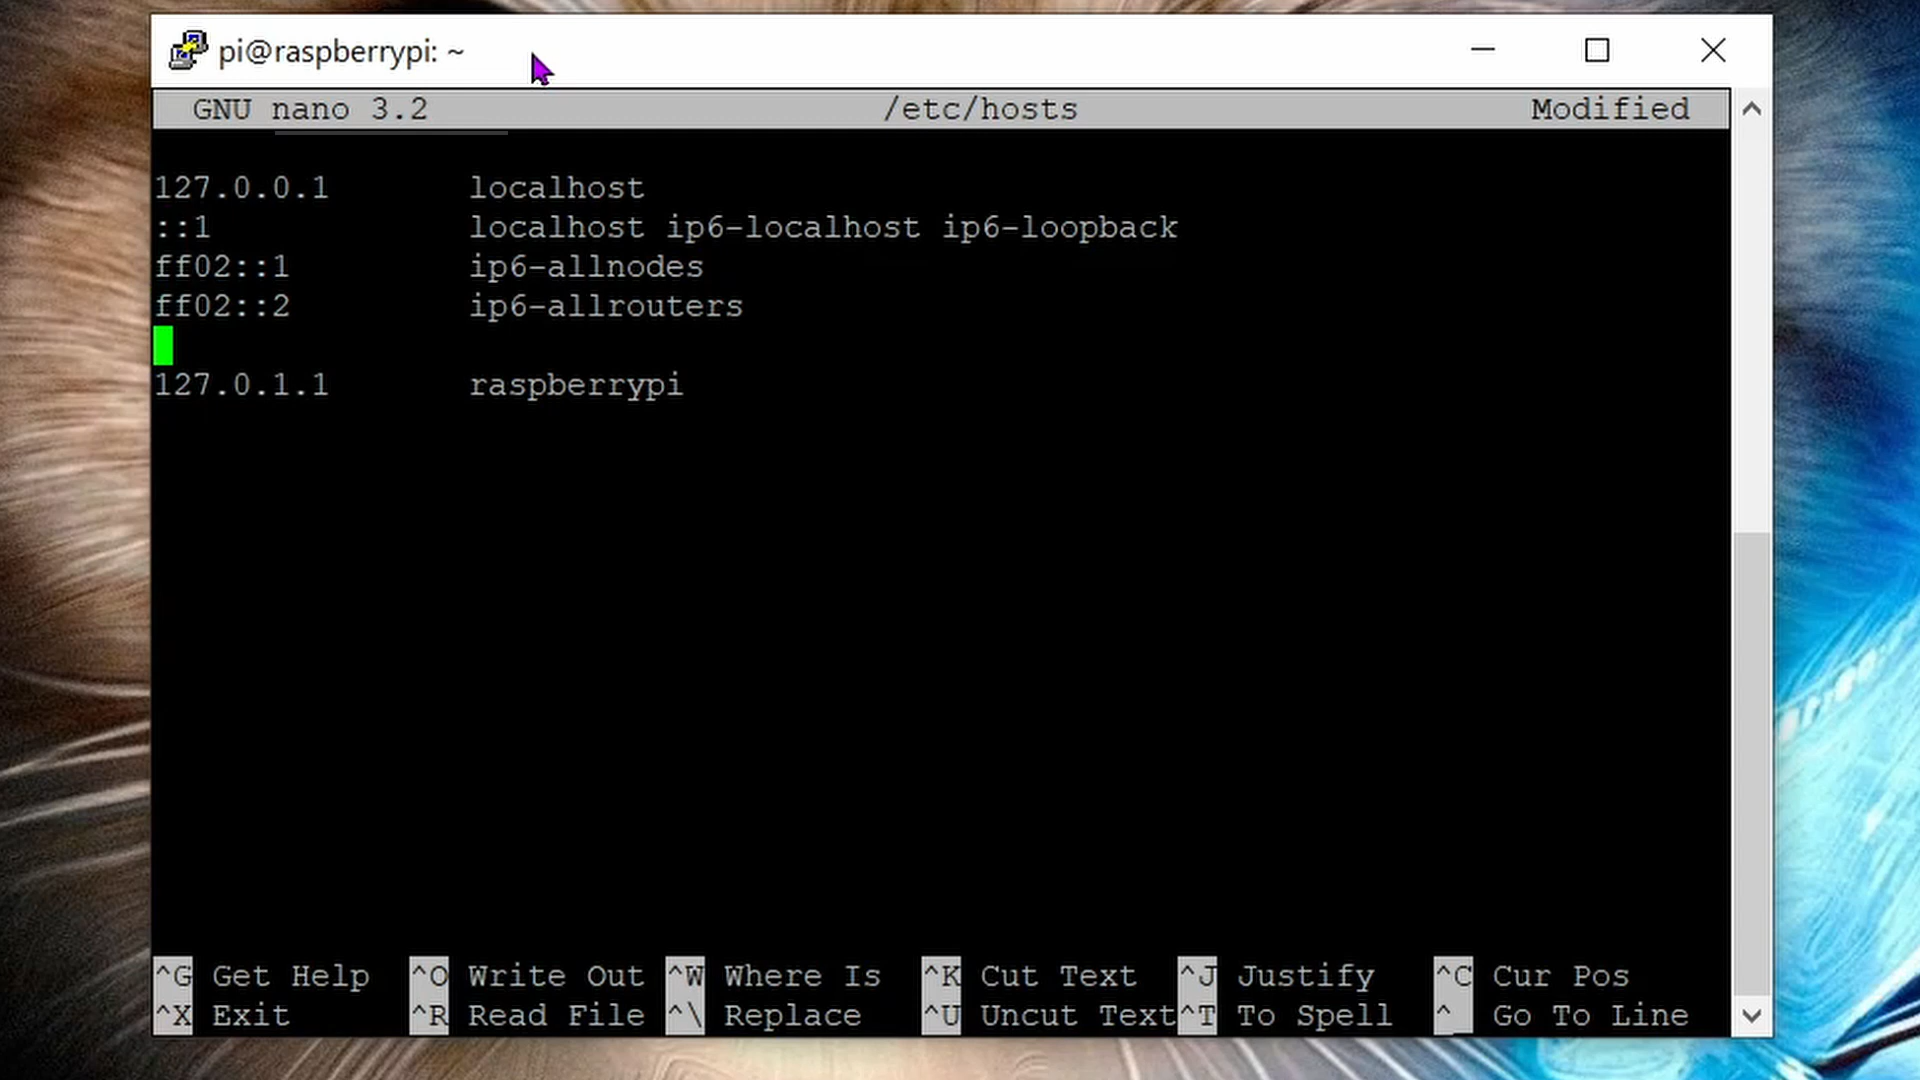 pi@raspberrypi: ~
GNU nano 3.2 /etc/hosts Modified
127.0.0.1 localhost
::1 localhost ip6-localhost ip6-loopback
ff02::1 ip6-allnodes
ff02::2 ip6-allrouters
127.0.1.1 raspberrypi
^G Get Help ^O Write Out ^W Where Is ^K Cut Text ^J Justify ^C Cur Pos
^X Exit ^R Read File ^\ Replace ^U Uncut Text ^T To Spell ^_ Go To Line